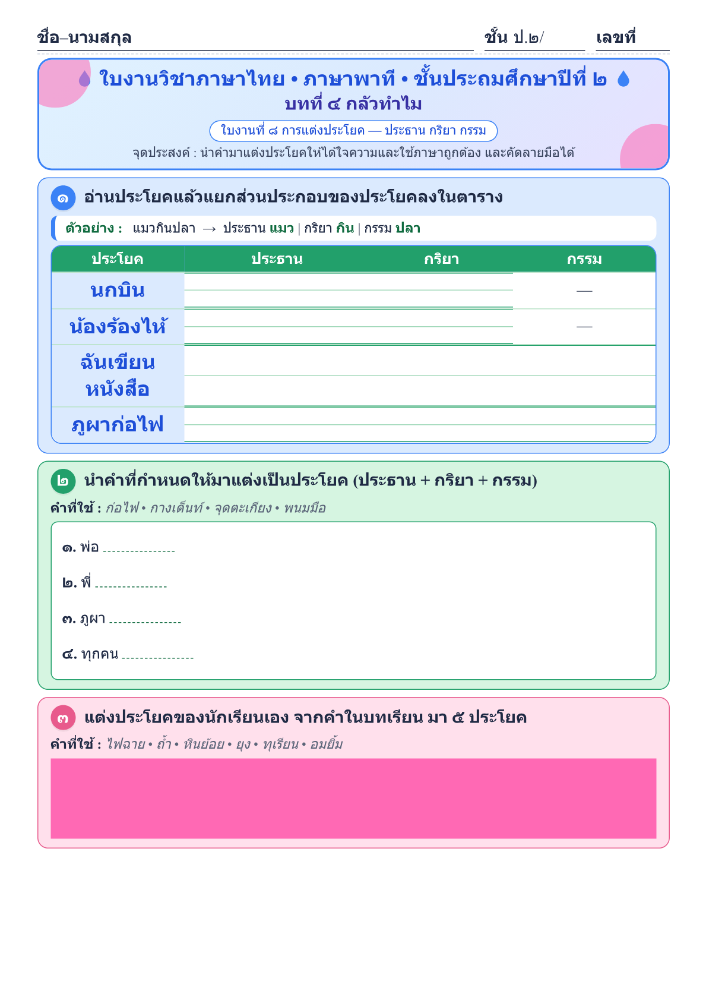 ชื่อ–นามสกุล ชั้น ป.๒/ เลขที่
ใบงานวิชาภาษาไทย • ภาษาพาที • ชั้นประถมศึกษาปีที่ ๒
บทที่ ๔ กลัวทำไม
ใบงานที่ ๘ การแต่งประโยค — ประธาน กริยา กรรม
จุดประสงค์ : นำคำมาแต่งประโยคให้ได้ใจความและใช้ภาษาถูกต้อง และคัดลายมือได้
๑ อ่านประโยคแล้วแยกส่วนประกอบของประโยคลงในตาราง
ตัวอย่าง : แมวกินปลา → ประธาน แมว | กริยา กิน | กรรม ปลา
ประโยค ประธาน กริยา กรรม
นกบิน —
น้องร้องไห้ —
ฉันเขียน
หนังสือ
ภูผาก่อไฟ
๒ นำคำที่กำหนดให้มาแต่งเป็นประโยค (ประธาน + กริยา + กรรม)
คำที่ใช้ : ก่อไฟ • กางเต็นท์ • จุดตะเกียง • พนมมือ
๑. พ่อ
๒. พี่
๓. ภูผา
๔. ทุกคน
๓ แต่งประโยคของนักเรียนเอง จากคำในบทเรียน มา ๕ ประโยค
คำที่ใช้ : ไฟฉาย • ถ้ำ • หินย้อย • ยุง • ทุเรียน • อมยิ้ม